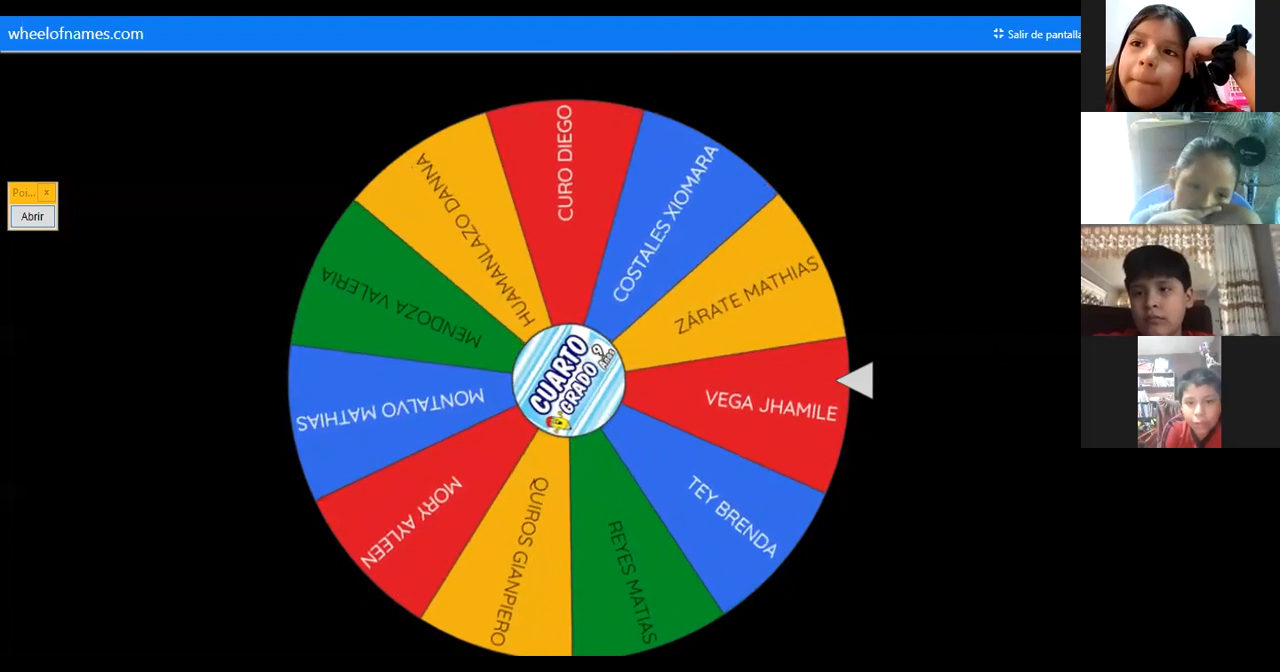 wheelofnames.com
Salir de pantalla
Poi... x
Abrir
CURO DIEGO
COSTALES XIOMARA
ZÁRATE MATHIAS
VEGA JHAMILE
TEY BRENDA
REYES MATIAS
QUIROS GIANPIERO
MORY AYLEEN
MONTALVO MATHIAS
MENDOZA VALERIA
HUAMANLAZO DANNA
CUARTO
GRADO